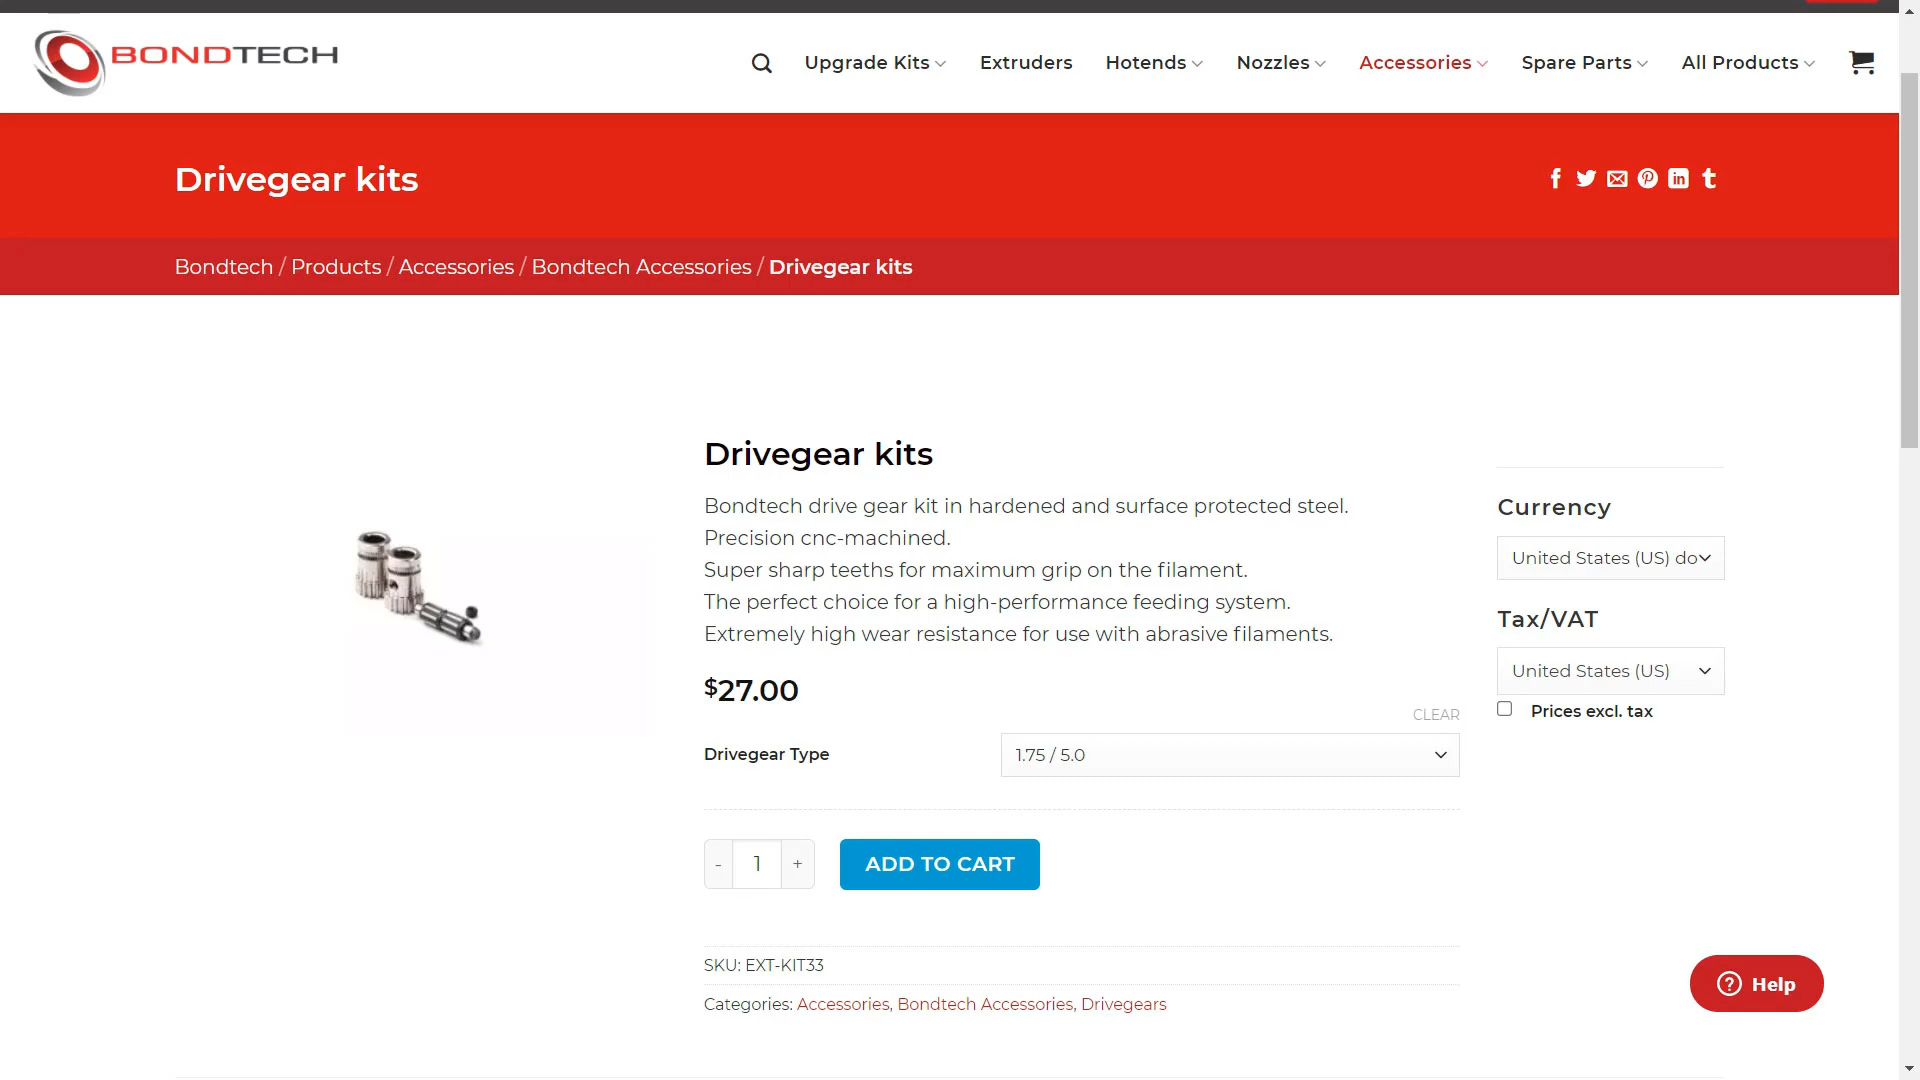 BONDTECH
Upgrade Kits
Extruders
Hotends
Nozzles
Accessories
Spare Parts
All Products
Drivegear kits
Bondtech / Products / Accessories / Bondtech Accessories / Drivegear kits
Drivegear kits
Bondtech drive gear kit in hardened and surface protected steel.
Precision cnc-machined.
Super sharp teeths for maximum grip on the filament.
The perfect choice for a high-performance feeding system.
Extremely high wear resistance for use with abrasive filaments.
$27.00
CLEAR
Drivegear Type
1.75 / 5.0
- 1 +
ADD TO CART
SKU: EXT-KIT33
Categories: Accessories, Bondtech Accessories, Drivegears
Currency
United States (US) do
Tax/VAT
United States (US)
Prices excl. tax
Help